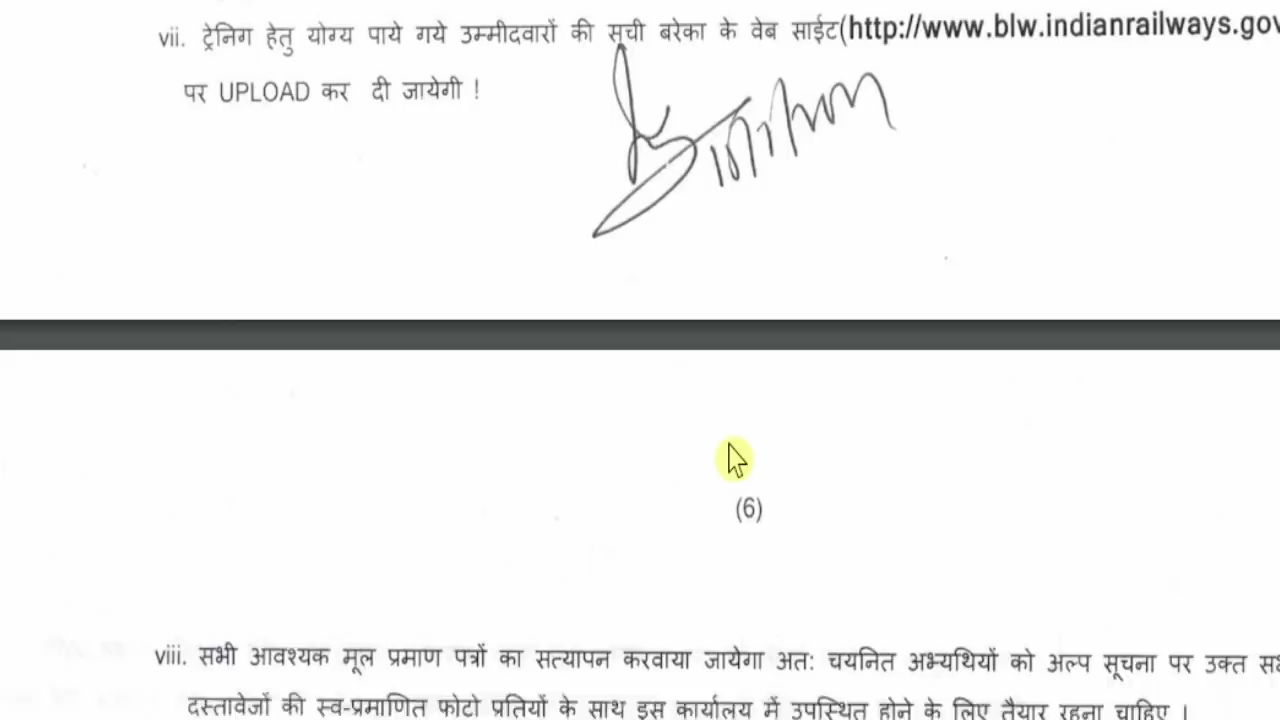 vii. ट्रेनिग हेतु योग्य पाये गये उम्मीदवारों की सूची बरेका के वेब साईट(http://www.blw.indianrailways.gov
पर UPLOAD कर दी जायेगी !
(6)
viii. सभी आवश्यक मूल प्रमाण पत्रों का सत्यापन करवाया जायेगा अत: चयनित अभ्यथियों को अल्प सूचना पर उक्त सभ
दस्तावेजों की स्व-प्रमाणित फोटो प्रतियों के साथ इस कार्यालय में उपस्थित होने के लिए तैयार रहना चाहिए ।